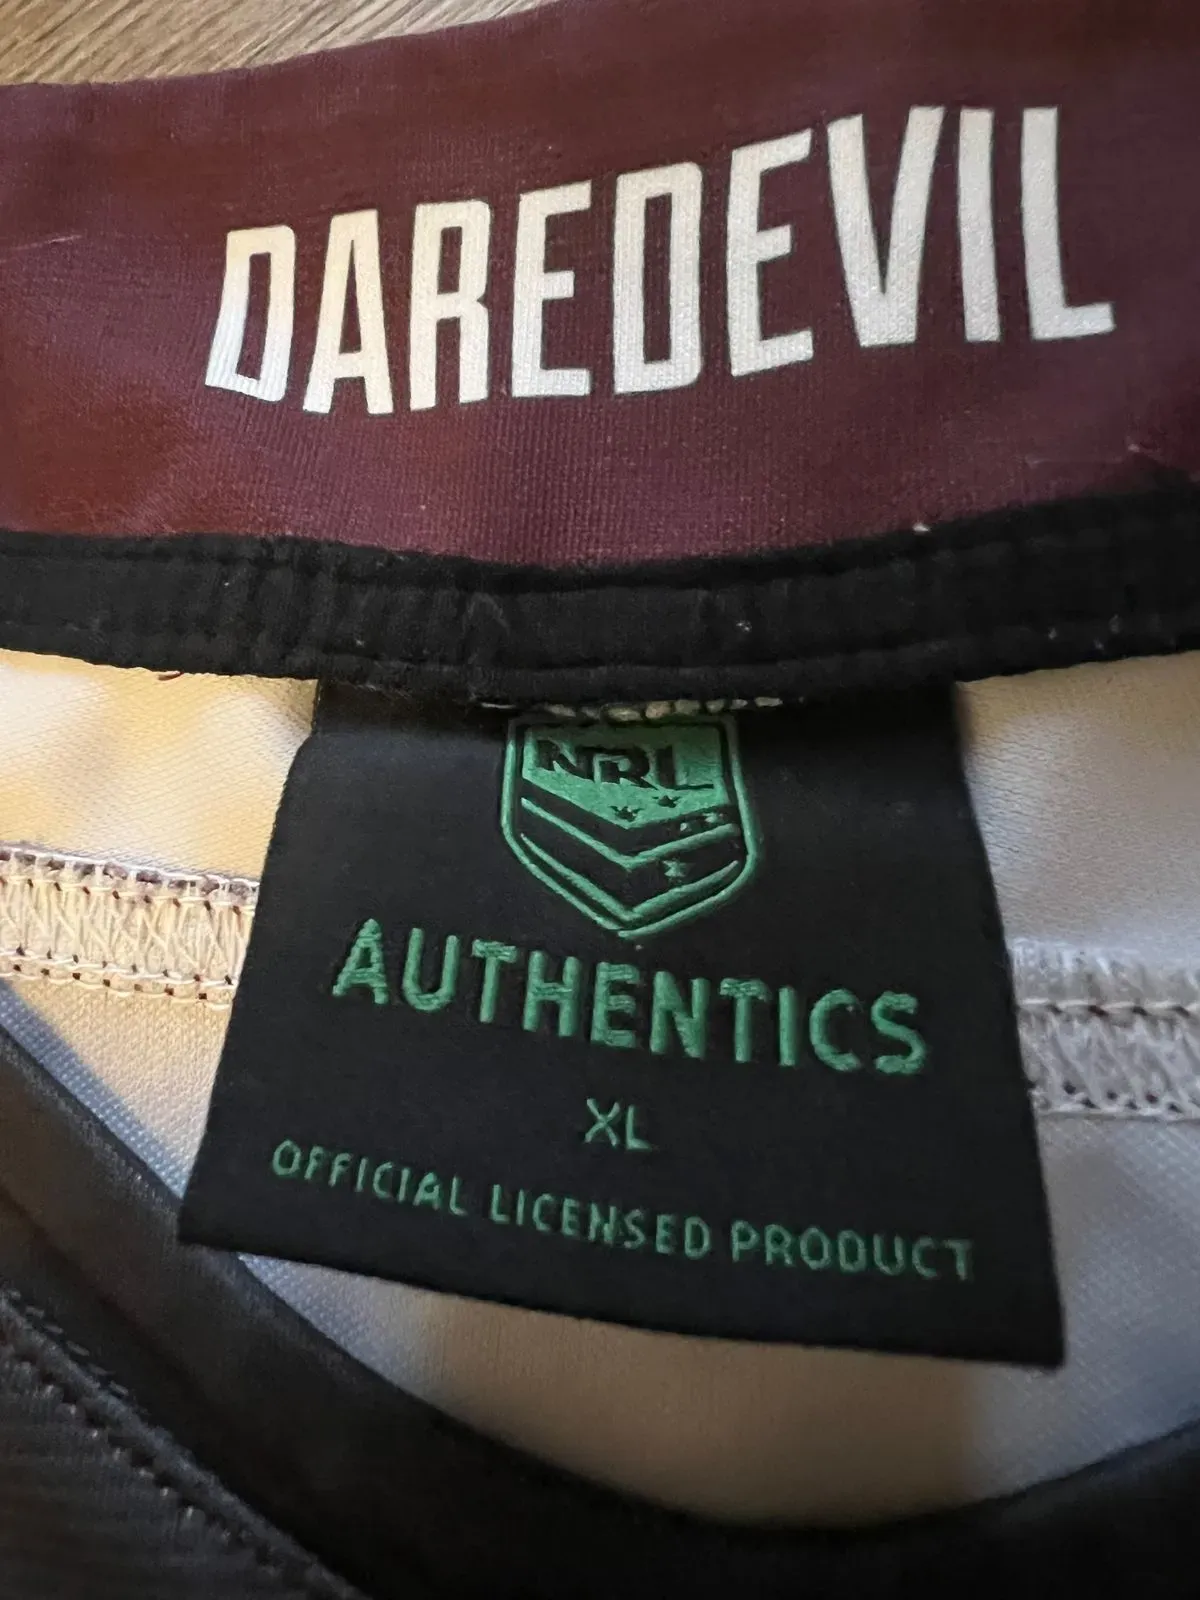 DAREDEVIL
NRL
AUTHENTICS
XL
OFFICIAL LICENSED PRODUCT